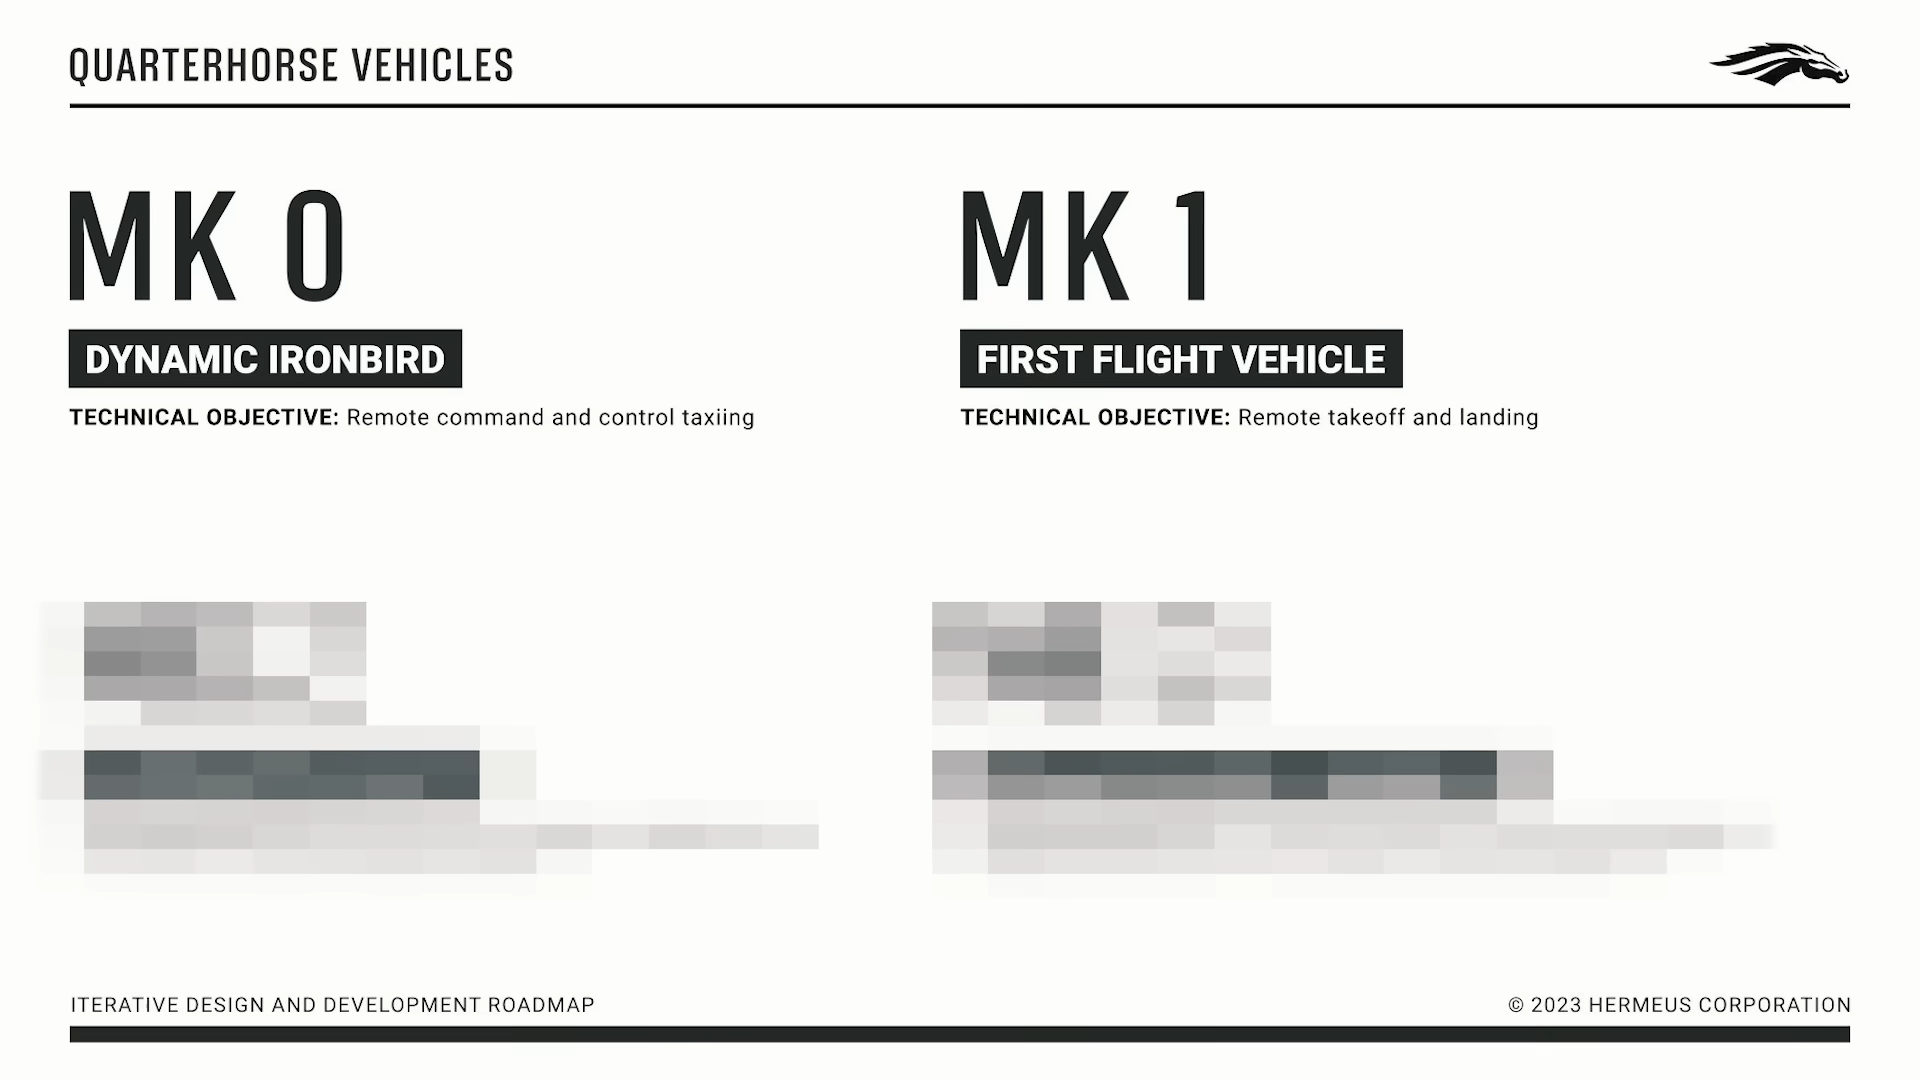 QUARTERHORSE VEHICLES
MK 0
DYNAMIC IRONBIRD
TECHNICAL OBJECTIVE: Remote command and control taxiing
MK 1
FIRST FLIGHT VEHICLE
TECHNICAL OBJECTIVE: Remote takeoff and landing
ITERATIVE DESIGN AND DEVELOPMENT ROADMAP
© 2023 HERMEUS CORPORATION